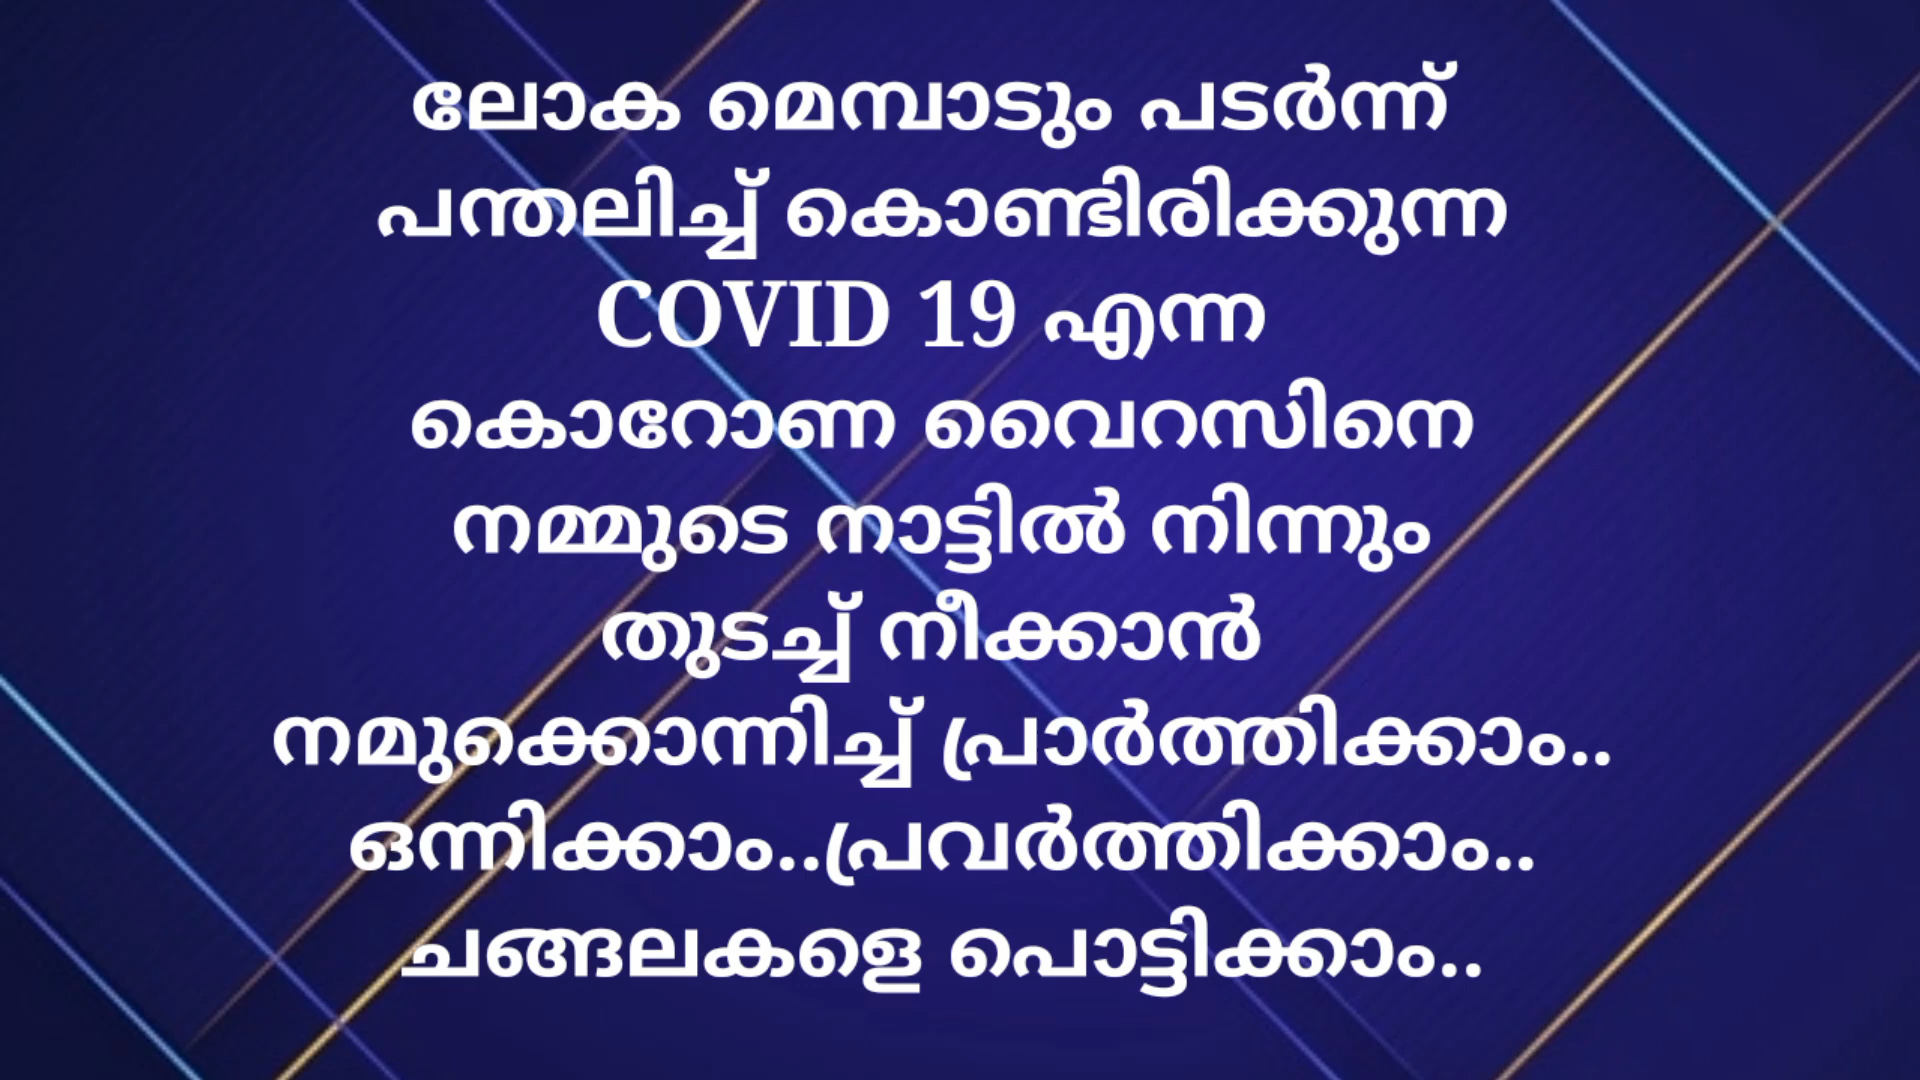 ലോക മെമ്പാടും പടർന്ന്
പന്തലിച്ച് കൊണ്ടിരിക്കുന്ന
COVID 19 എന്ന
കൊറോണ വൈറസിനെ
നമ്മുടെ നാട്ടിൽ നിന്നും
തുടച്ച് നീക്കാൻ
നമുക്കൊന്നിച്ച് പ്രാർത്ഥിക്കാം..
ഒന്നിക്കാം..പ്രവർത്തിക്കാം..
ചങ്ങലകളെ പൊട്ടിക്കാം..